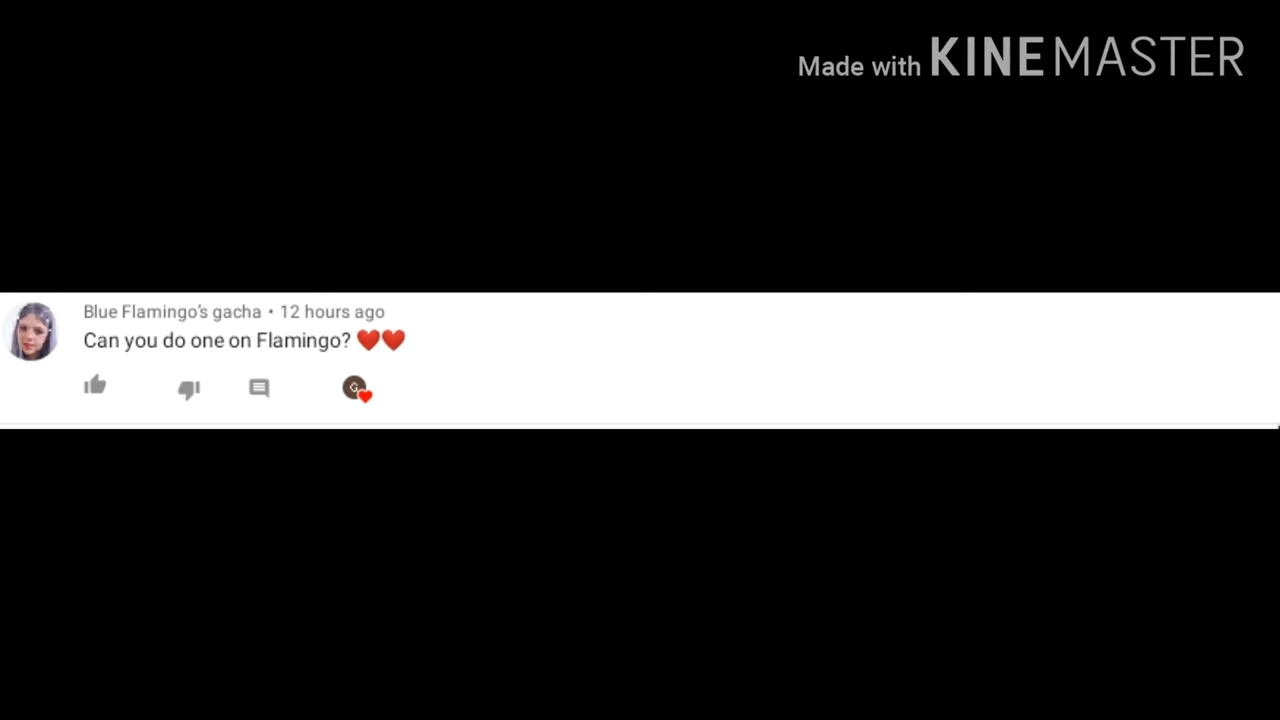 Made with KINEMASTER
Blue Flamingo’s gacha • 12 hours ago
Can you do one on Flamingo? ❤️❤️
G